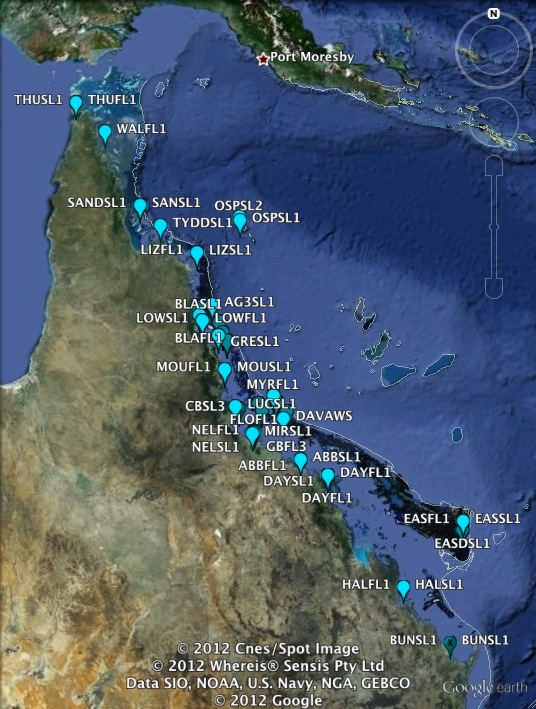 N
Port Moresby
THUSL1 THUFL1
WALFL1
SANDSL1 SANSL1
OSPSL2
TYDDSL1 OSPSL1
LIZFL1 LIZSL1
BLASL1 AG3SL1
LOWSL1 LOWFL1
BLAFL1 GRESL1
MOUFL1 MOUSL1
MYRFL1
CBSL3 LUCSL1
FLOFL1 DAVAWS
NELFL1 MIRSL1
NELSL1 GBFL3
ABBFL1 ABBSL1
DAYSL1 DAYFL1
DAYFL1
EASFL1 EASSL1
EASDSL1
HALFL1 HALSL1
BUNSL1 BUNSL1
© 2012 Cnes/Spot Image
© 2012 Whereis® Sensis Pty Ltd
Data SIO, NOAA, U.S. Navy, NGA, GEBCO
© 2012 Google
Google earth